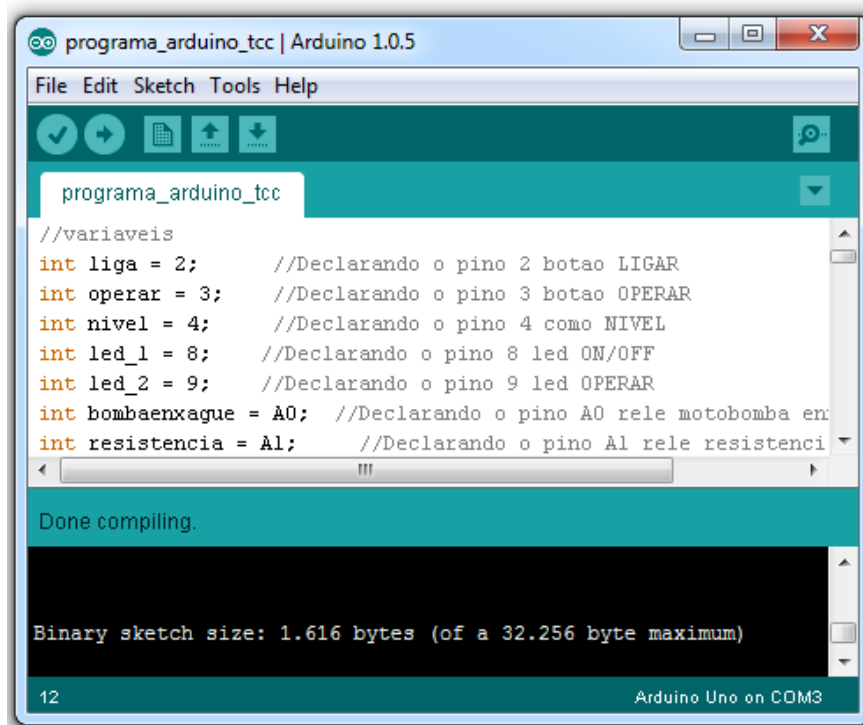 programa_arduino_tcc | Arduino 1.0.5
File Edit Sketch Tools Help
programa_arduino_tcc
//variaveis
int liga = 2; //Declarando o pino 2 botao LIGAR
int operar = 3; //Declarando o pino 3 botao OPERAR
int nivel = 4; //Declarando o pino 4 como NIVEL
int led_1 = 8; //Declarando o pino 8 led ON/OFF
int led_2 = 9; //Declarando o pino 9 led OPERAR
int bombaenxague = A0; //Declarando o pino A0 rele motobomba en
int resistencia = A1; //Declarando o pino A1 rele resistenci
Done compiling.
Binary sketch size: 1.616 bytes (of a 32.256 byte maximum)
12 Arduino Uno on COM3